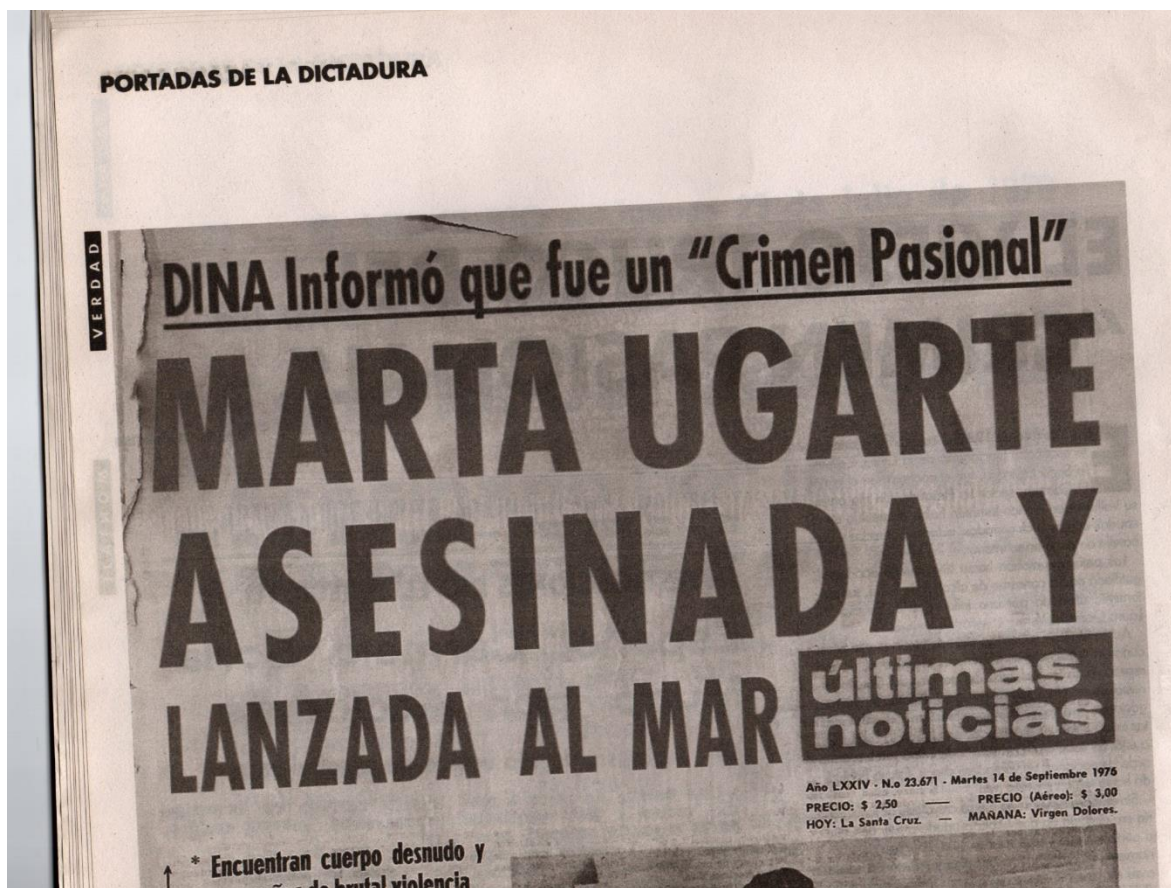 PORTADAS DE LA DICTADURA
VERDAD
DINA Informó que fue un "Crimen Pasional"
MARTA UGARTE
ASESINADA Y
LANZADA AL MAR
últimas
noticias
Año LXXIV - N.o 23.671 - Martes 14 de Septiembre 1976
PRECIO: $ 2,50 — PRECIO (Aéreo): $ 3,00
HOY: La Santa Cruz. — MAÑANA: Virgen Dolores.
* Encuentran cuerpo desnudo y
de brutal violencia